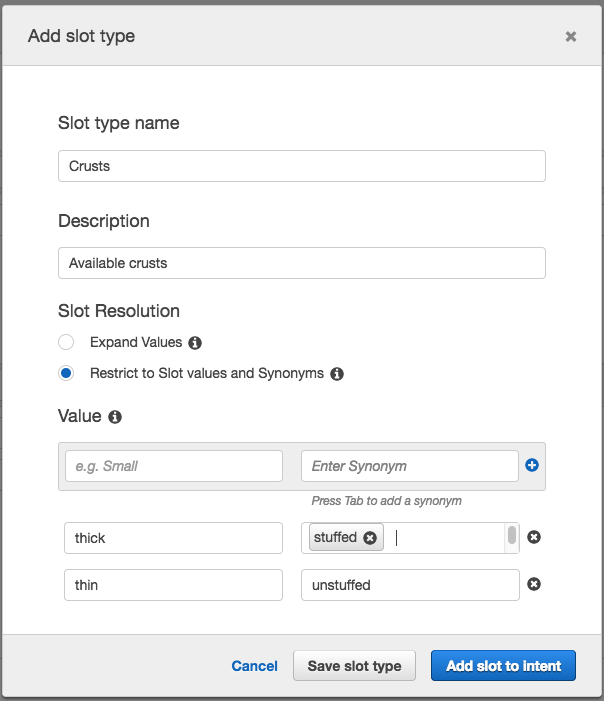 Add slot type
Slot type name
Crusts
Description
Available crusts
Slot Resolution
Expand Values
Restrict to Slot values and Synonyms
Value
e.g. Small Enter Synonym
Press Tab to add a synonym
thick stuffed
thin unstuffed
Cancel Save slot type Add slot to intent